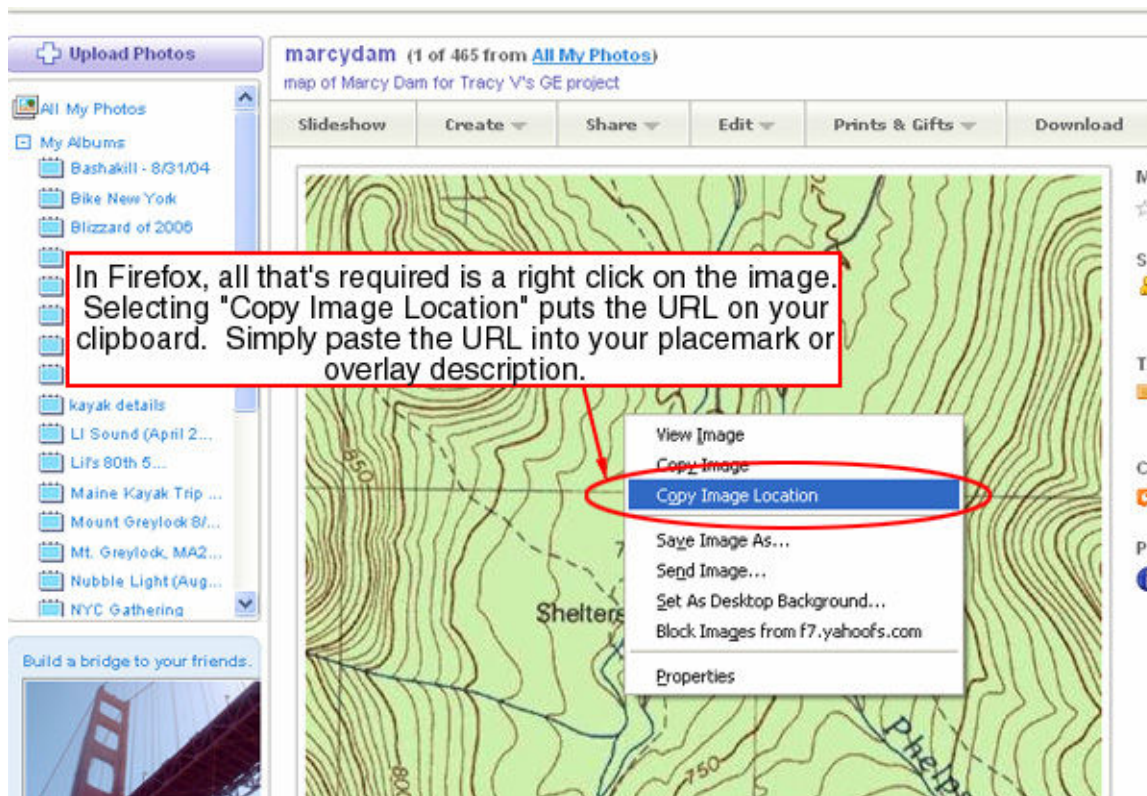 Upload Photos
All My Photos
My Albums
Bashakill - 8/31/04
Bike New York
Blizzard of 2006
kayak details
LI Sound (April 2...
Lil's 80th 5...
Maine Kayak Trip ...
Mount Greylock 8/...
Mt. Greylock, MA2...
Nubble Light (Aug...
NYC Gathering
Build a bridge to your friends.
marcydam (1 of 465 from All My Photos)
map of Marcy Dam for Tracy V's GE project
Slideshow Create Share Edit Prints & Gifts Download
In Firefox, all that's required is a right click on the image.
Selecting "Copy Image Location" puts the URL on your
clipboard. Simply paste the URL into your placemark or
overlay description.
View Image
Copy Image
Copy Image Location
Save Image As...
Send Image...
Set As Desktop Background...
Block Images from f7.yahoofs.com
Properties
850
Shelters
Phelps
750
800